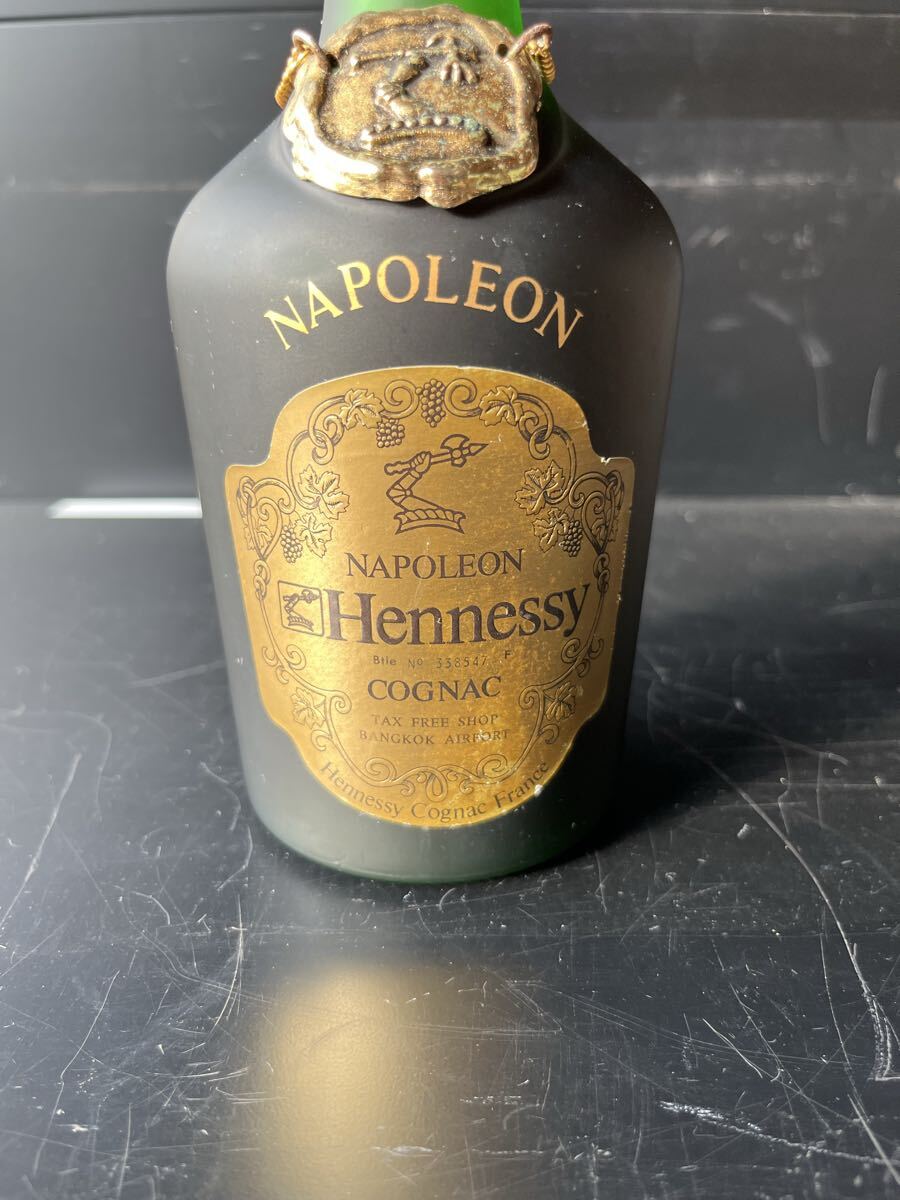 NAPOLEON
NAPOLEON
Hennessy
Btle Nº 338547 F
COGNAC
TAX FREE SHOP
BANGKOK AIRPORT
Hennessy Cognac France